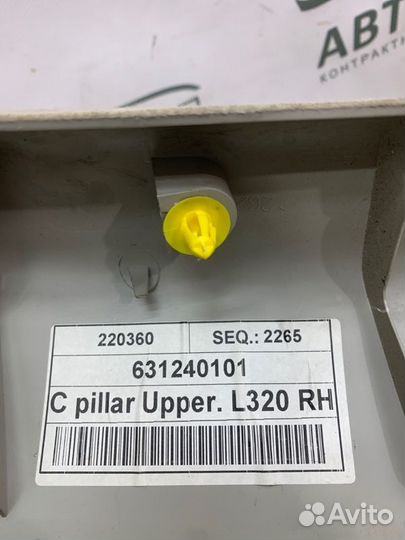 АВТ
КОНТРАКТН
220360 SEQ.: 2265
631240101
C pillar Upper. L320 RH
Avito